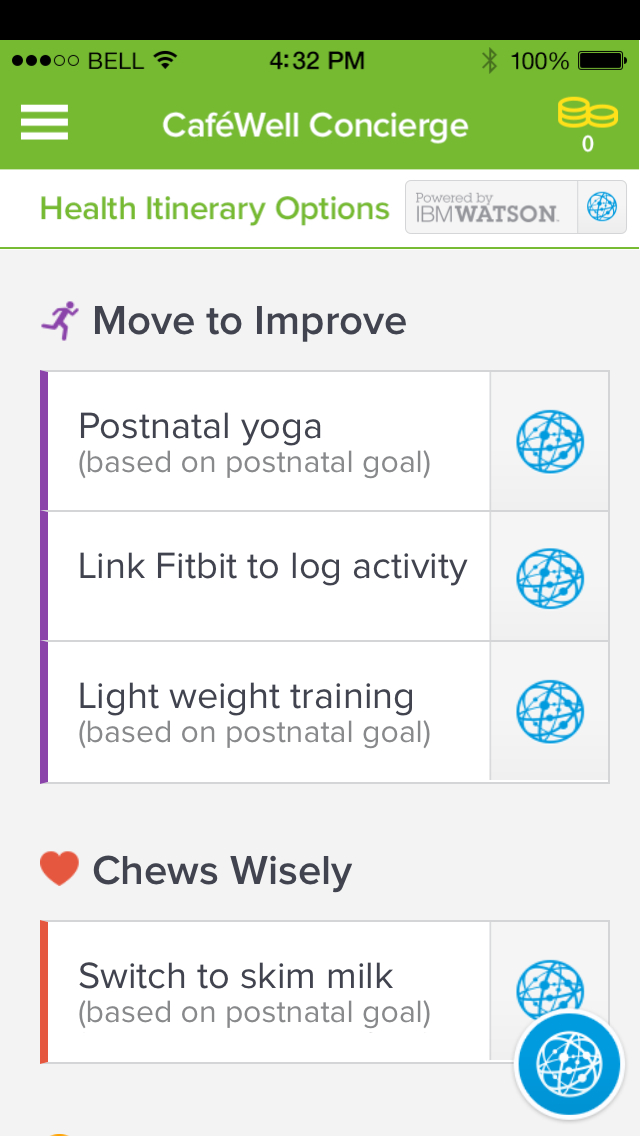 BELL 4:32 PM 100%
CaféWell Concierge
0
Health Itinerary Options
Powered by
IBM WATSON
Move to Improve
Postnatal yoga
(based on postnatal goal)
Link Fitbit to log activity
Light weight training
(based on postnatal goal)
Chews Wisely
Switch to skim milk
(based on postnatal goal)